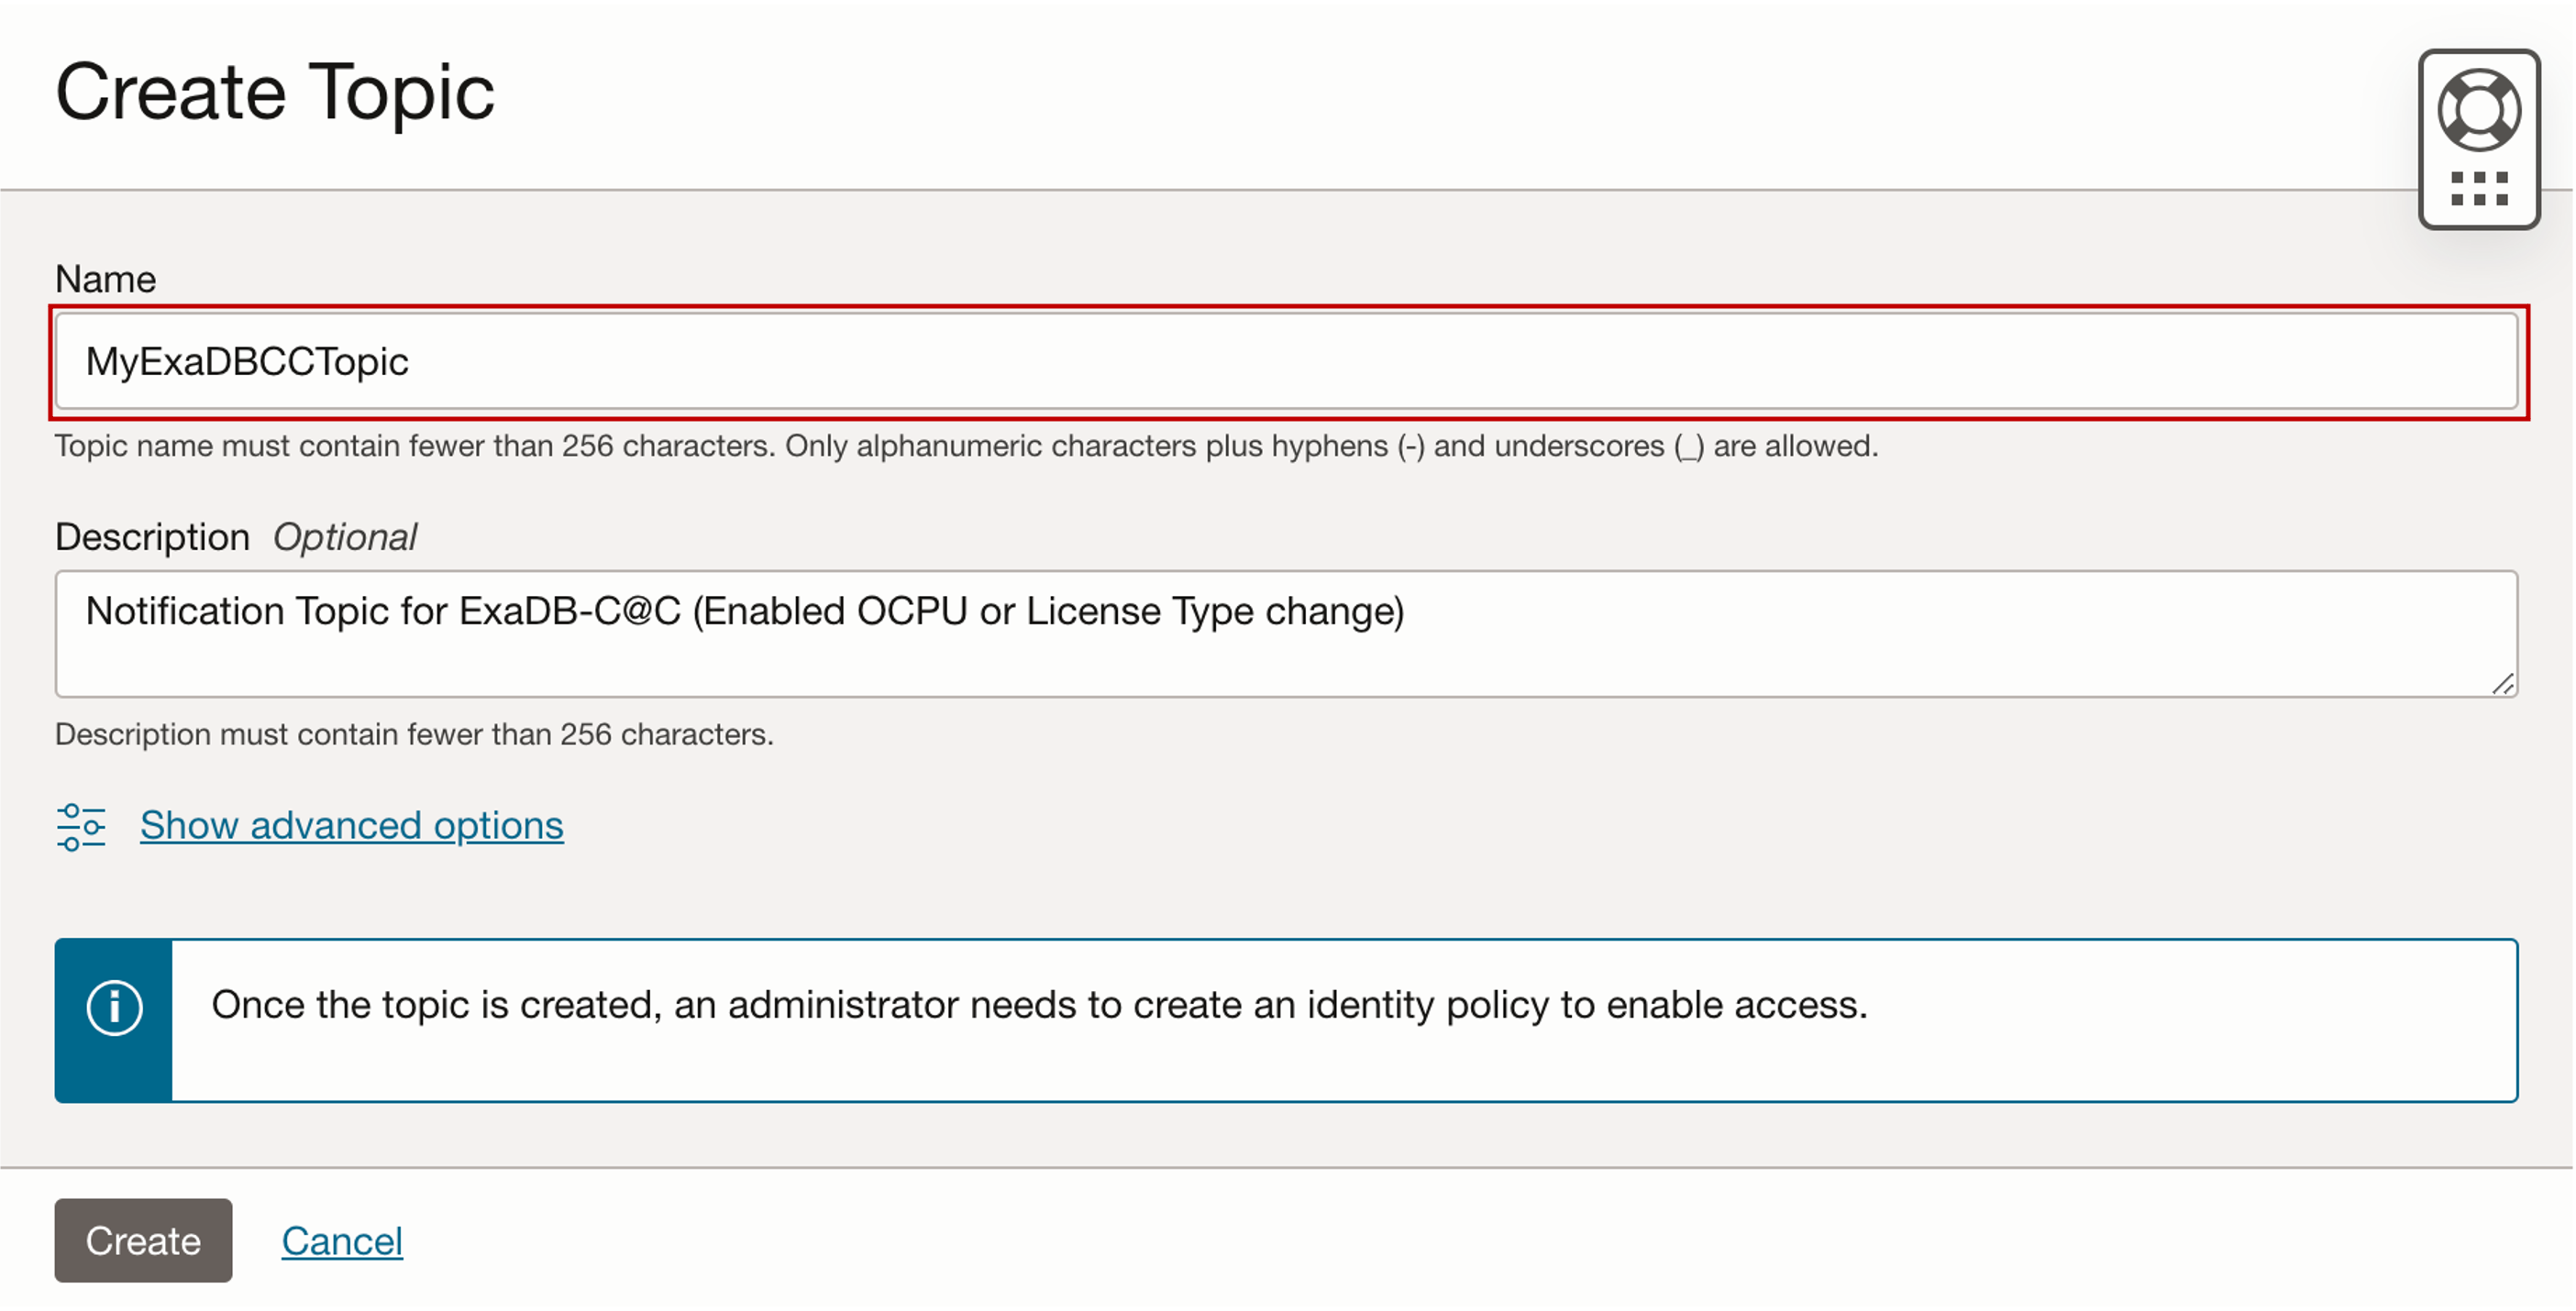 Create Topic
Name
MyExaDBCCTopic
Topic name must contain fewer than 256 characters. Only alphanumeric characters plus hyphens (-) and underscores (_) are allowed.
Description Optional
Notification Topic for ExaDB-C@C (Enabled OCPU or License Type change)
Description must contain fewer than 256 characters.
Show advanced options
Once the topic is created, an administrator needs to create an identity policy to enable access.
Create Cancel